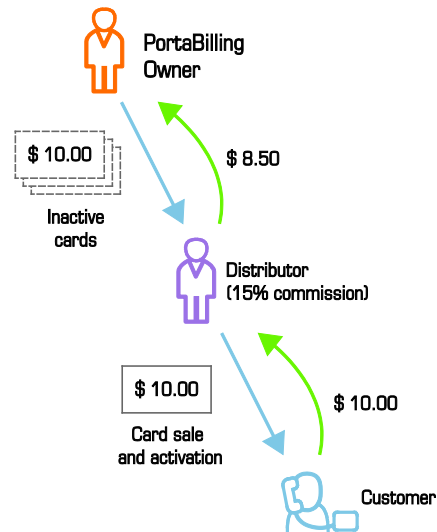 PortaBilling
Owner
$ 10.00
$ 8.50
Inactive
cards
Distributor
(15% commission)
$ 10.00
$ 10.00
Card sale
and activation
Customer